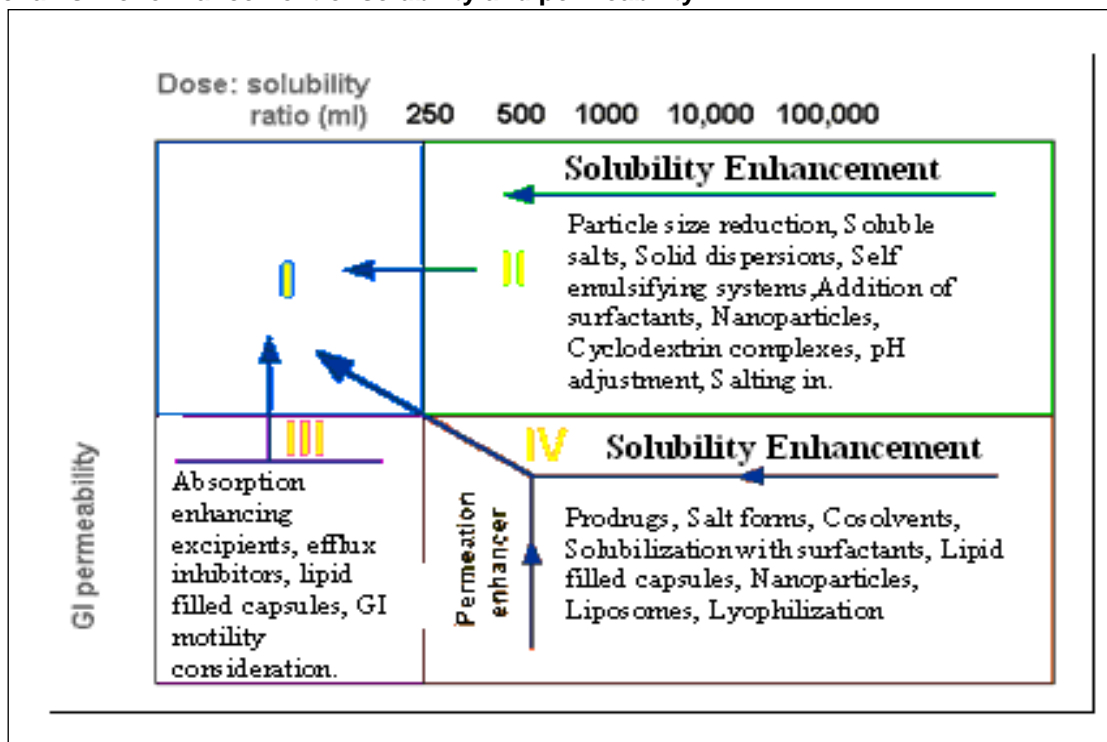 Dose: solubility
ratio (ml) 250 500 1000 10,000 100,000
Solubility Enhancement
Particle size reduction, Soluble
salts, Solid dispersions, Self
emulsifying systems,Addition of
surfactants, Nanoparticles,
Cyclodextrin complexes, pH
adjustment, Salting in.
I
II
III
IV
Solubility Enhancement
GI permeability
Absorption
enhancing
excipients, efflux
inhibitors, lipid
filled capsules, GI
motility
consideration.
Permeation
enhancer
Prodrugs, Salt forms, Cosolvents,
Solubilization with surfactants, Lipid
filled capsules, Nanoparticles,
Liposomes, Lyophilization